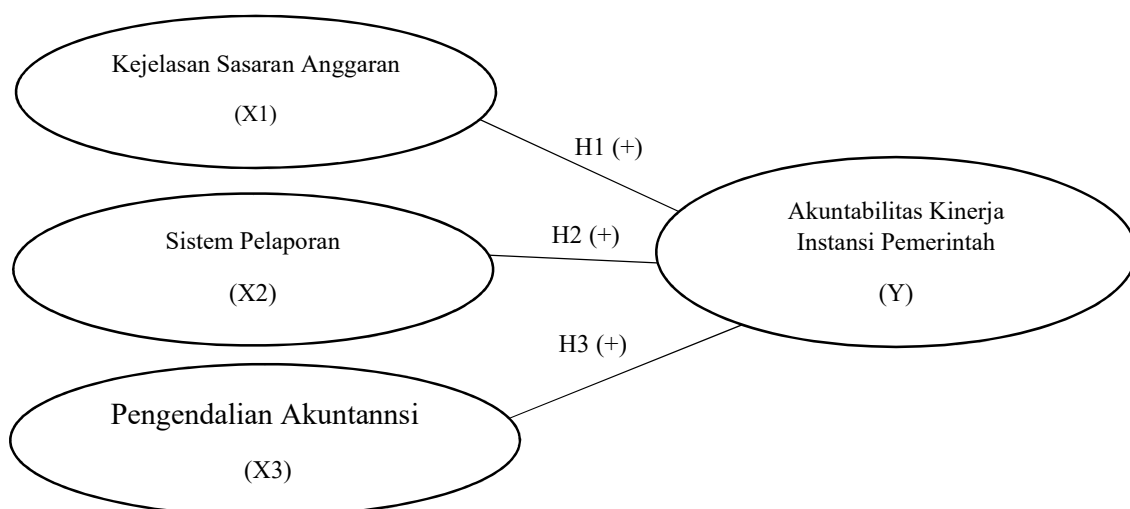 Kejelasan Sasaran Anggaran
(X1)
H1 (+)
Sistem Pelaporan
(X2)
H2 (+)
Akuntabilitas Kinerja
Instansi Pemerintah
(Y)
H3 (+)
Pengendalian Akuntannsi
(X3)